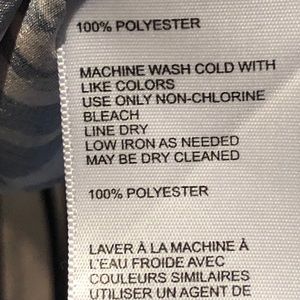 100% POLYESTER
MACHINE WASH COLD WITH
LIKE COLORS
USE ONLY NON-CHLORINE
BLEACH
LINE DRY
LOW IRON AS NEEDED
MAY BE DRY CLEANED
100% POLYESTER
LAVER À LA MACHINE À
L'EAU FROIDE AVEC
COULEURS SIMILAIRES
UTILISER UN AGENT DE